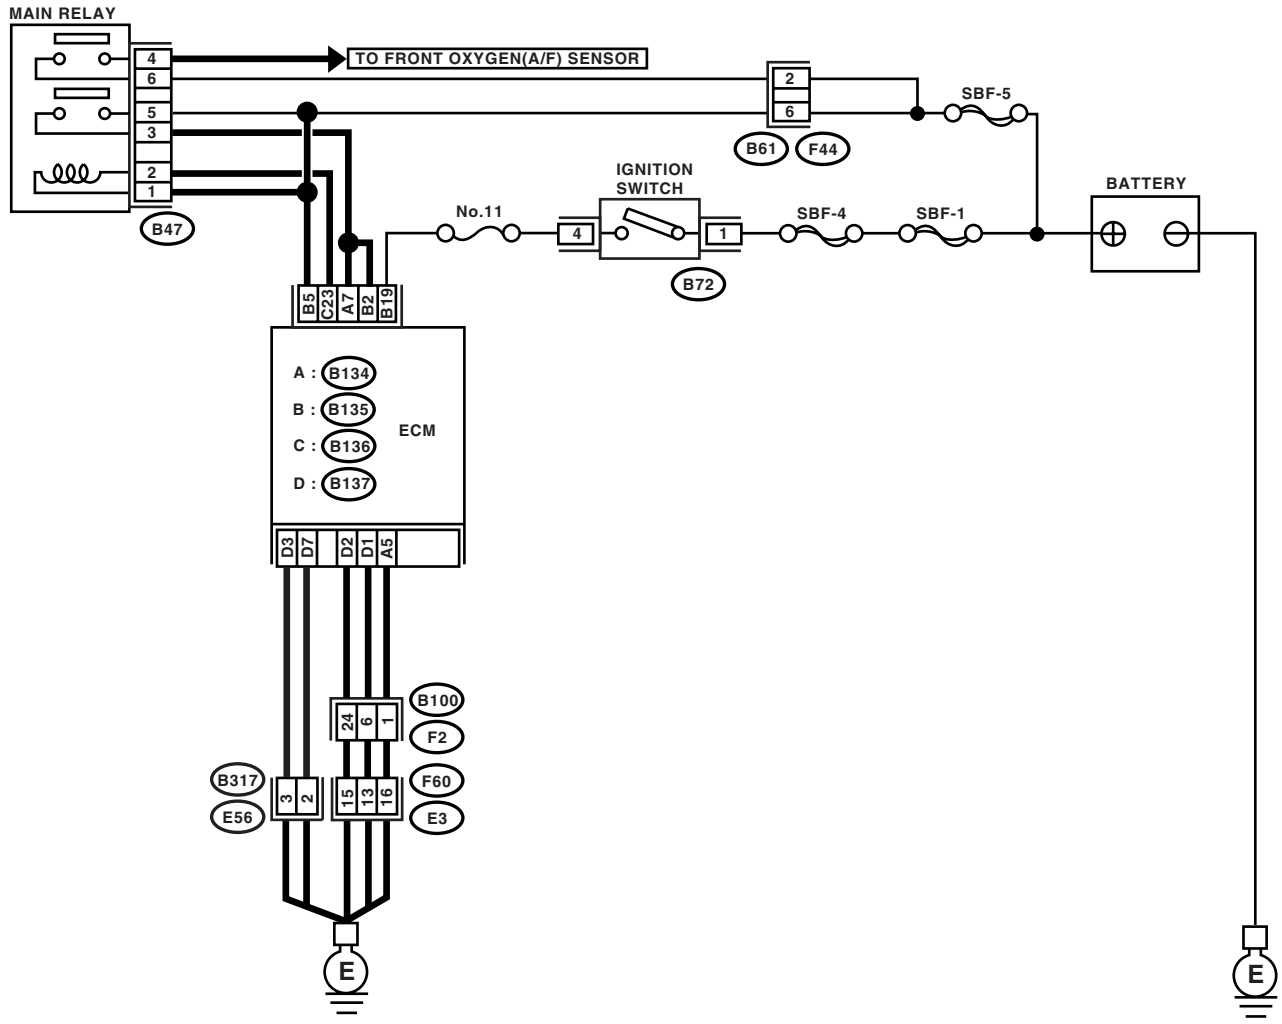 MAIN RELAY
4
TO FRONT OXYGEN(A/F) SENSOR
6
5
3
2
1
B47
2
6
B61
F44
SBF-5
IGNITION
SWITCH
No.11
4
1
B72
SBF-4
SBF-1
BATTERY
B5
C23
A7
B2
B19
A : B134
B : B135
C : B136
D : B137
ECM
D3
D7
D2
D1
A5
24
6
1
B100
F2
B317
E56
3
2
15
13
16
F60
E3
E
E